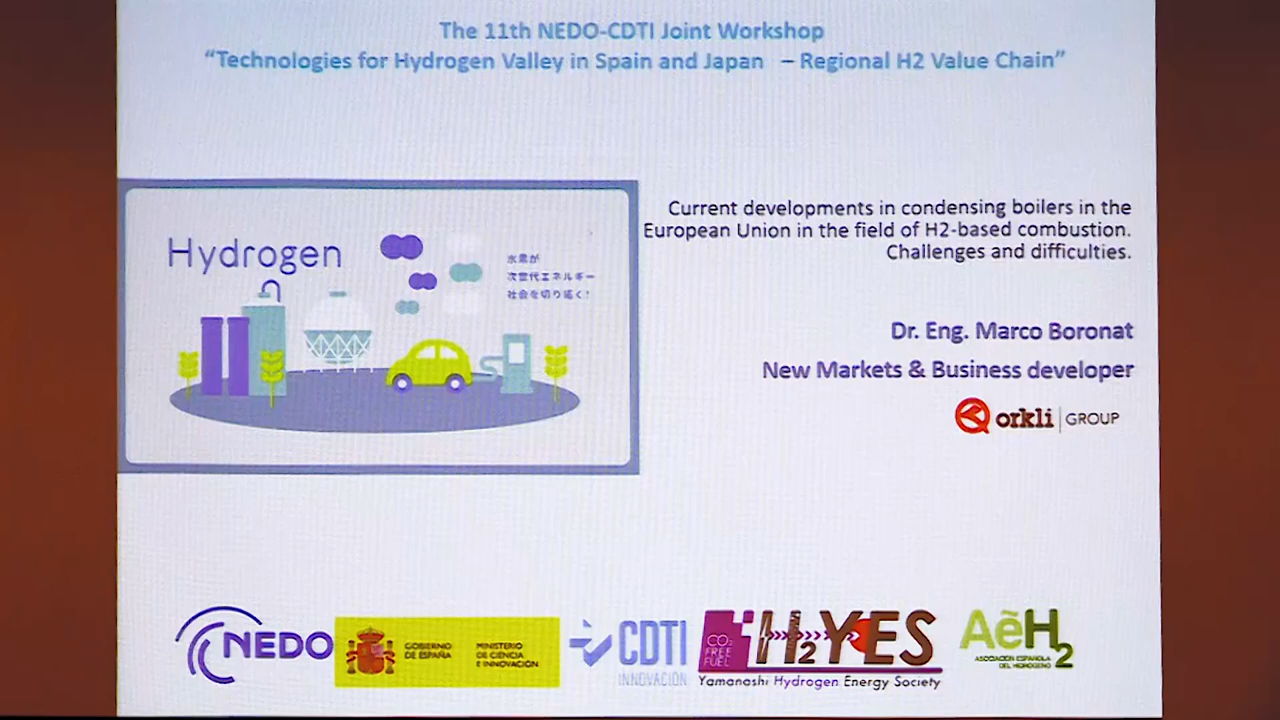 The 11th NEDO-CDTI Joint Workshop
“Technologies for Hydrogen Valley in Spain and Japan – Regional H2 Value Chain”
Hydrogen
水素が
次世代エネルギー
社会を切り拓く!
Current developments in condensing boilers in the
European Union in the field of H2-based combustion.
Challenges and difficulties.
Dr. Eng. Marco Boronat
New Markets & Business developer
orkli GROUP
NEDO
GOBIERNO
DE ESPAÑA
MINISTERIO
DE CIENCIA
E INNOVACIÓN
CDTI
INNOVACIÓN
CO2
FREE
FUEL
H2YES
Yamanashi Hydrogen Energy Society
AeH2
ASOCIACIÓN ESPAÑOLA
DEL HIDRÓGENO